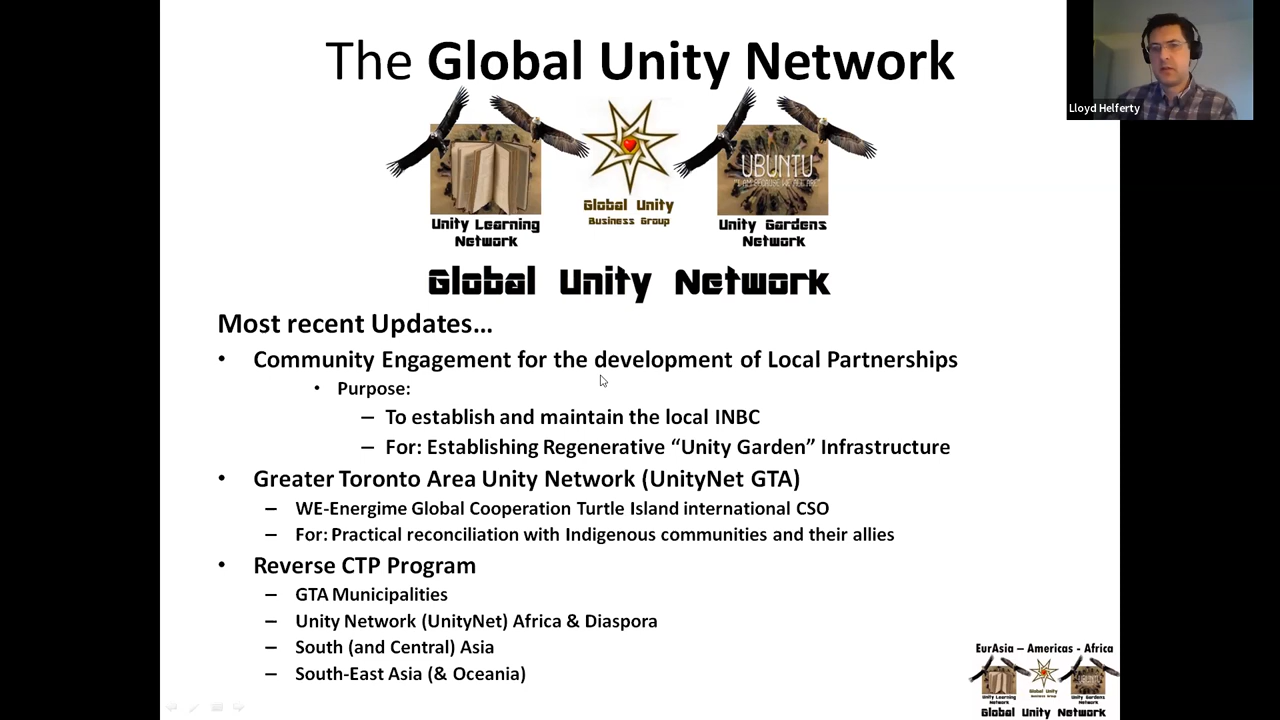 The Global Unity Network
Lloyd Helferty
UBUNTU
"I AM BECAUSE WE ARE"
Global Unity
Business Group
Unity Learning
Network
Unity Gardens
Network
Global Unity Network
Most recent Updates…
• Community Engagement for the development of Local Partnerships
• Purpose:
– To establish and maintain the local INBC
– For: Establishing Regenerative “Unity Garden” Infrastructure
• Greater Toronto Area Unity Network (UnityNet GTA)
– WE-Energime Global Cooperation Turtle Island international CSO
– For: Practical reconciliation with Indigenous communities and their allies
• Reverse CTP Program
– GTA Municipalities
– Unity Network (UnityNet) Africa & Diaspora
– South (and Central) Asia
– South-East Asia (& Oceania)
EurAsia – Americas - Africa
UBUNTU
Global Unity
Business Group
Unity Learning
Network
Unity Gardens
Network
Global Unity Network